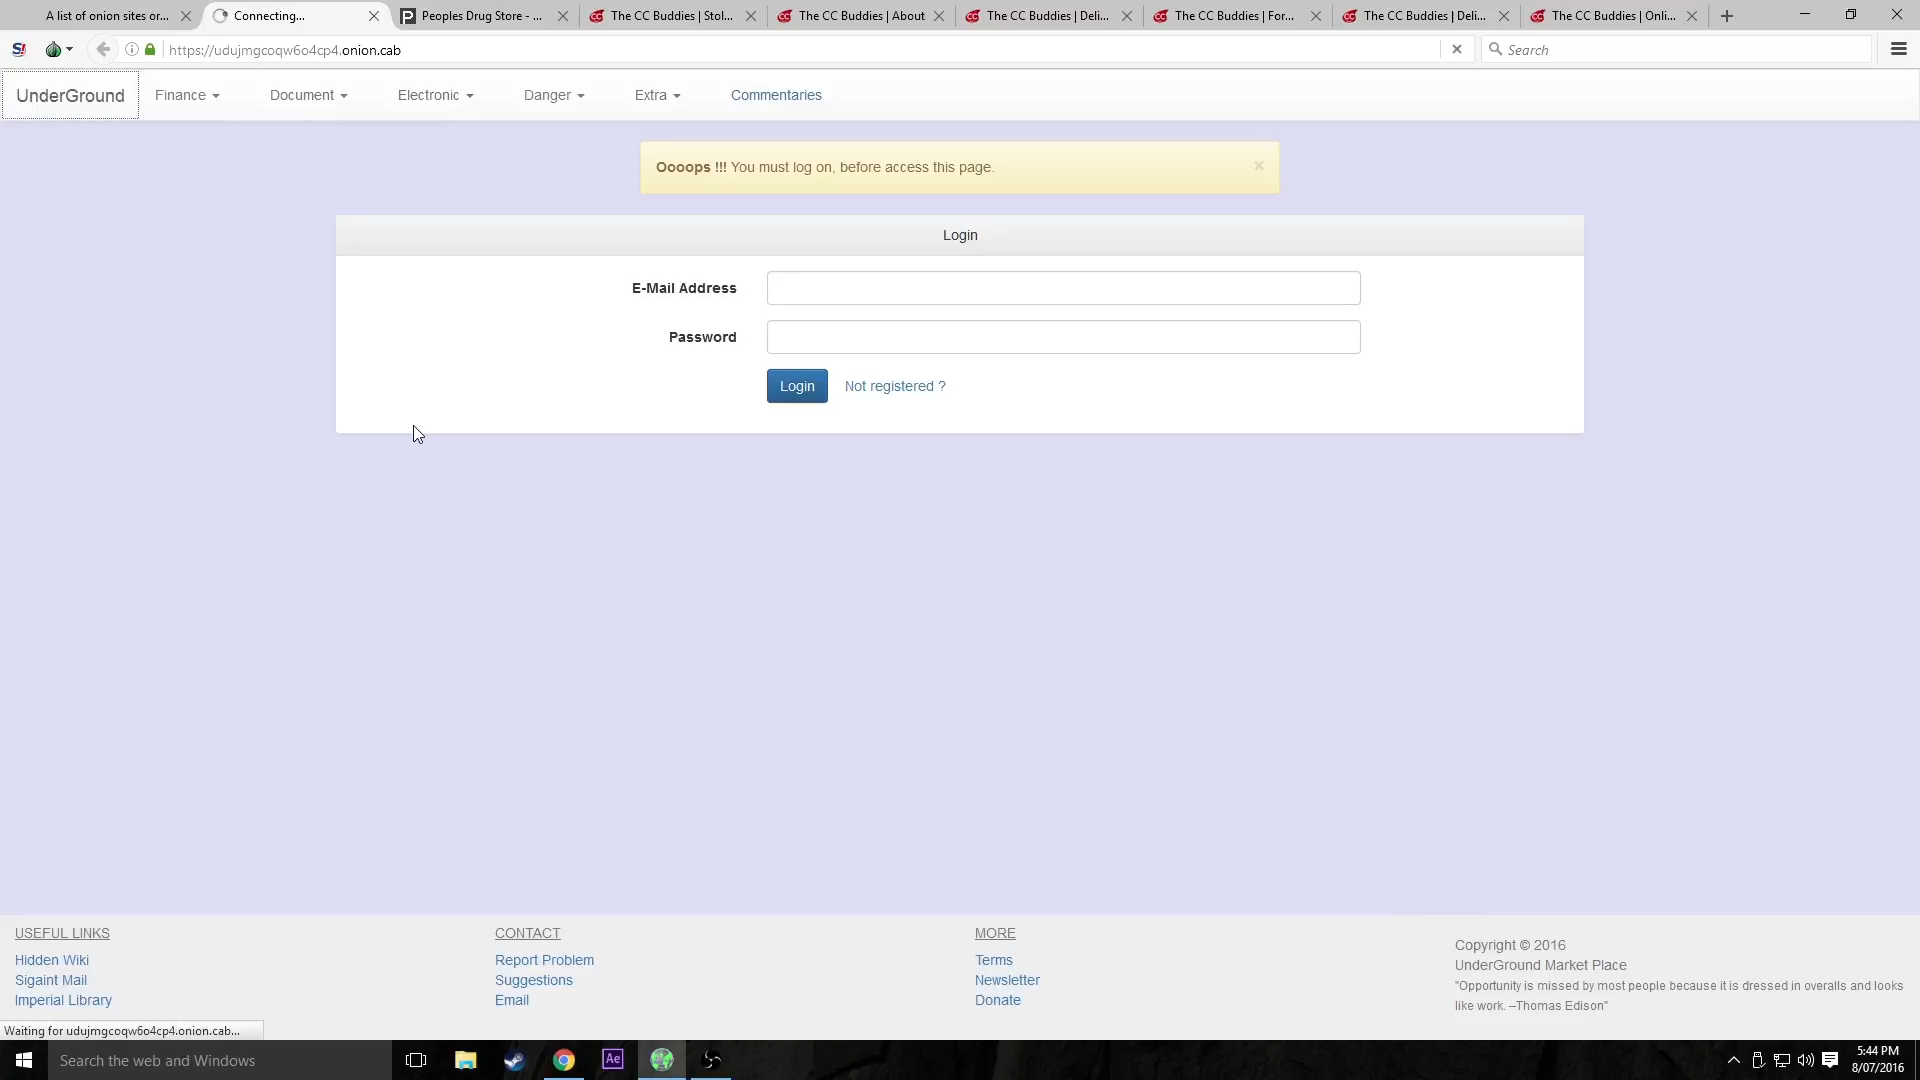 A list of onion sites or...
Connecting...
Peoples Drug Store - ...
The CC Buddies | Stol...
The CC Buddies | About
The CC Buddies | Deli...
The CC Buddies | For...
The CC Buddies | Deli...
The CC Buddies | Onli...
https://udujmgcoqw6o4cp4.onion.cab
Search
UnderGround
Finance
Document
Electronic
Danger
Extra
Commentaries
Oooops !!! You must log on, before access this page.
Login
E-Mail Address
Password
Login
Not registered ?
USEFUL LINKS
Hidden Wiki
Sigaint Mail
Imperial Library
CONTACT
Report Problem
Suggestions
Email
MORE
Terms
Newsletter
Donate
Copyright © 2016
UnderGround Market Place
"Opportunity is missed by most people because it is dressed in overalls and looks
like work. –Thomas Edison"
Waiting for udujmgcoqw6o4cp4.onion.cab...
Search the web and Windows
Ae
5:44 PM
8/07/2016